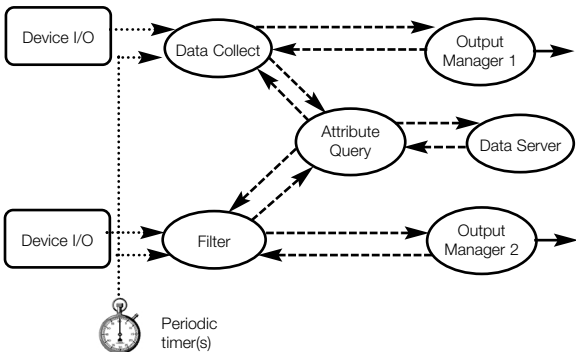 Device I/O
Data Collect
Output
Manager 1
Attribute
Query
Data Server
Device I/O
Filter
Output
Manager 2
Periodic
timer(s)